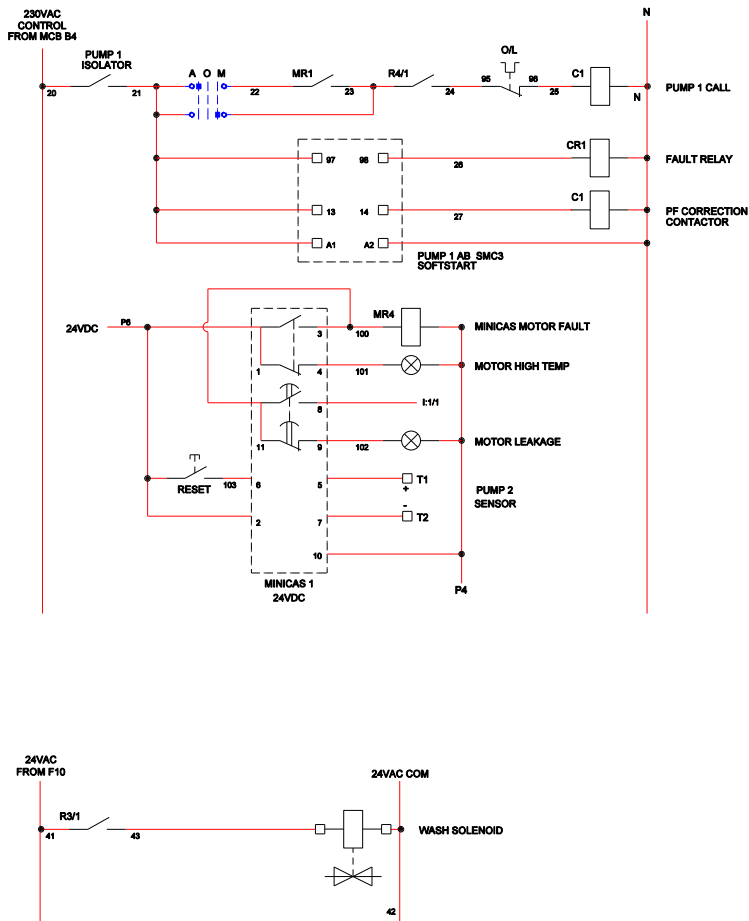 230VAC
CONTROL
FROM MCB B4
N
PUMP 1
ISOLATOR
A O M
MR1
R4/1
O/L
C1
20
21
22
23
24
95
96
25
N
PUMP 1 CALL
97
98
26
CR1
FAULT RELAY
13
14
27
C1
PF CORRECTION
CONTACTOR
A1
A2
PUMP 1 AB SMC3
SOFTSTART
24VDC
P6
3
100
MR4
MINICAS MOTOR FAULT
1
4
101
MOTOR HIGH TEMP
8
I:1/1
11
9
102
MOTOR LEAKAGE
RESET
103
6
5
T1
+
PUMP 2
SENSOR
2
7
-
T2
10
MINICAS 1
24VDC
P4
24VAC
FROM F10
24VAC COM
R3/1
41
43
WASH SOLENOID
42